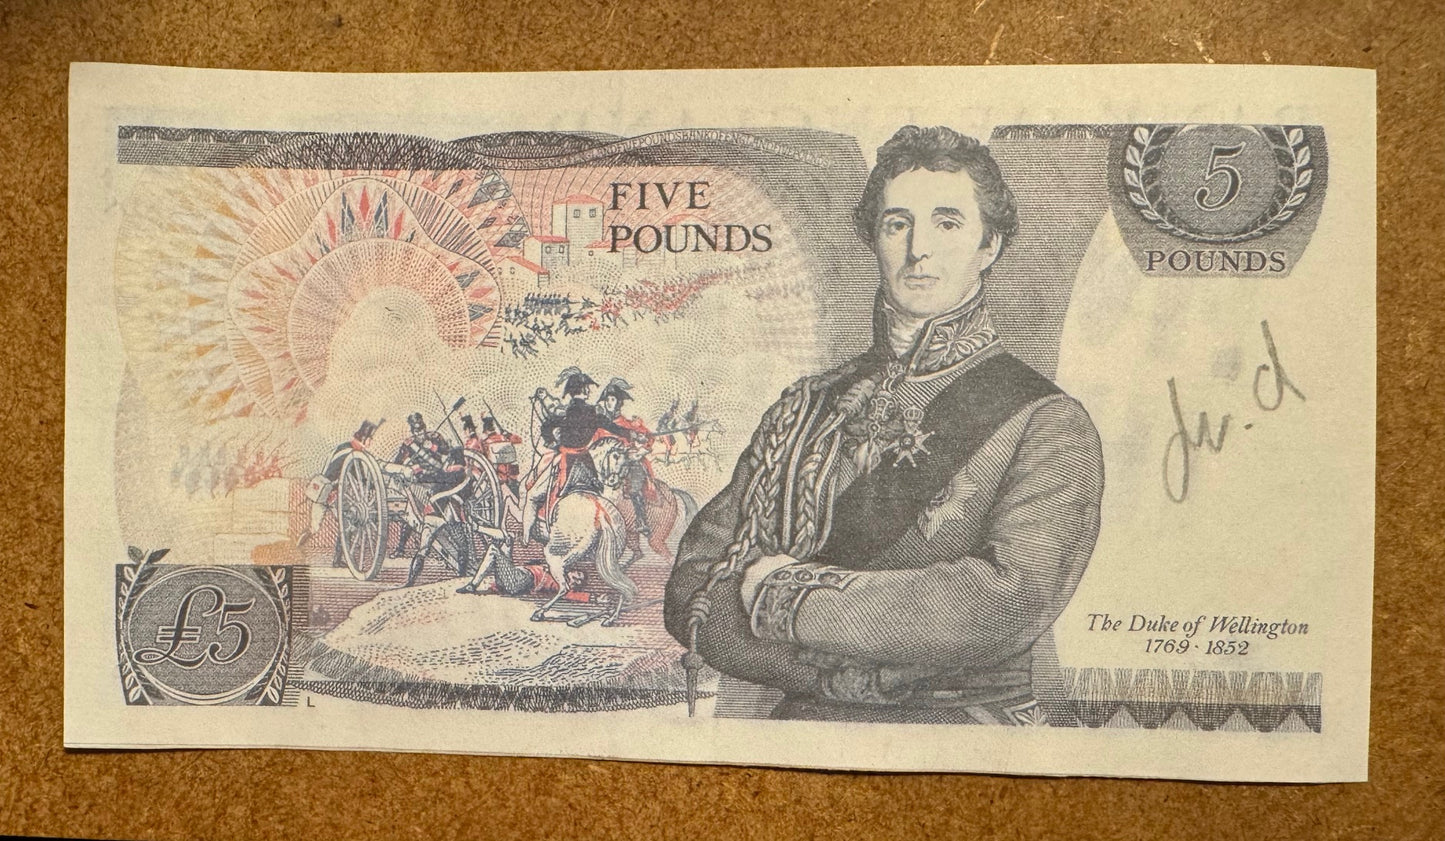 FIVE
POUNDS
5
POUNDS
The Duke of Wellington
1769 · 1852
£5
L